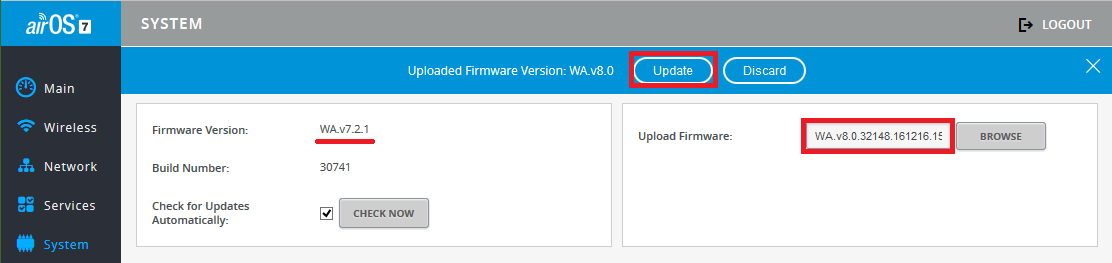 airOS 7
SYSTEM
LOGOUT
Uploaded Firmware Version: WA.v8.0
Update
Discard
Main
Wireless
Network
Services
System
Firmware Version:
WA.v7.2.1
Build Number:
30741
Check for Updates
Automatically:
CHECK NOW
Upload Firmware:
WA.v8.0.32148.161216.15
BROWSE